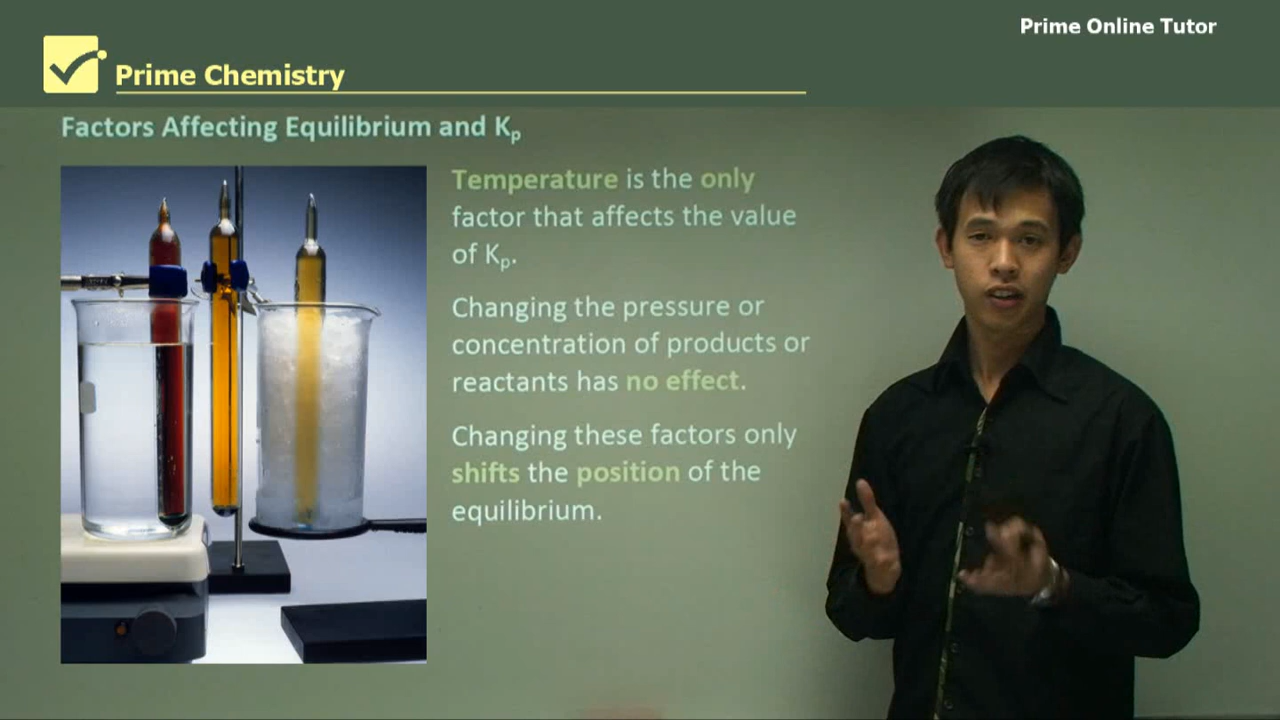 Prime Online Tutor
Prime Chemistry
Factors Affecting Equilibrium and Kp
Temperature is the only
factor that affects the value
of Kp.
Changing the pressure or
concentration of products or
reactants has no effect.
Changing these factors only
shifts the position of the
equilibrium.